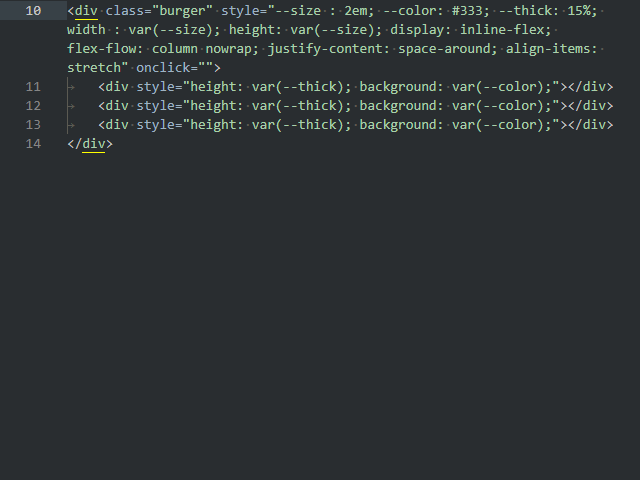 10 <div class="burger" style="--size : 2em; --color: #333; --thick: 15%;
width : var(--size); height: var(--size); display: inline-flex;
flex-flow: column nowrap; justify-content: space-around; align-items:
stretch" onclick="">
11 <div style="height: var(--thick); background: var(--color);"></div>
12 <div style="height: var(--thick); background: var(--color);"></div>
13 <div style="height: var(--thick); background: var(--color);"></div>
14 </div>